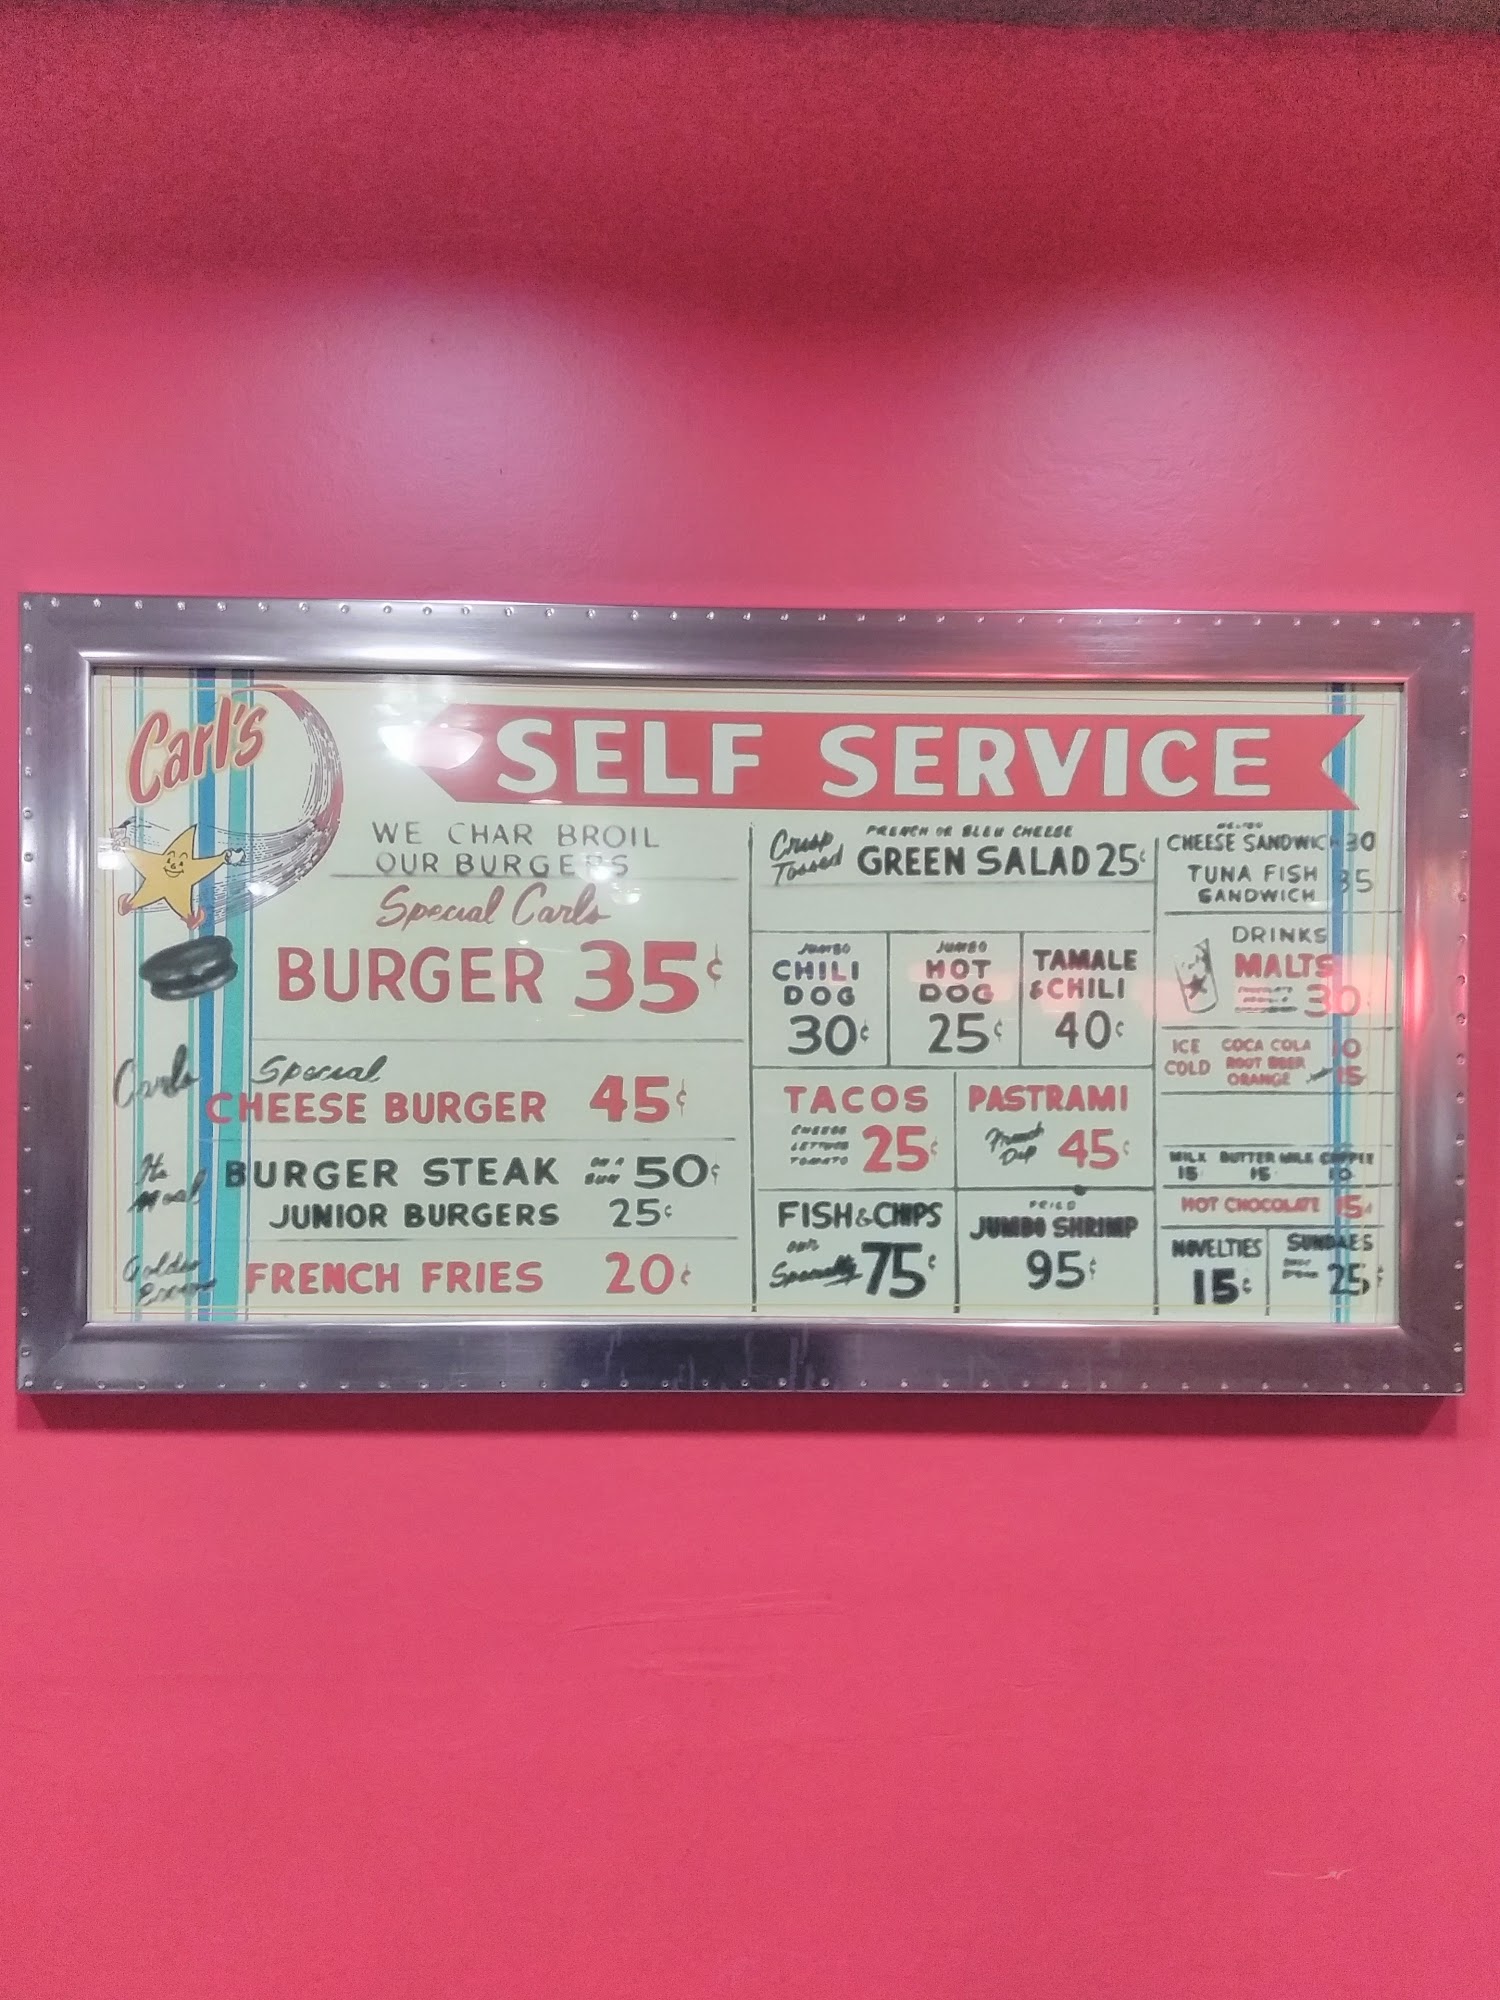 Carl's
SELF SERVICE
WE CHAR BROIL
OUR BURGERS
Special Carls
BURGER 35¢
Carls Special
CHEESE BURGER 45¢
BURGER STEAK ON A BUN 50¢
JUNIOR BURGERS 25¢
Golden
FRENCH FRIES 20¢
FRENCH OR BLEU CHEESE
Crisp Tossed GREEN SALAD 25¢
JUMBO
CHILI
DOG
30¢
JUMBO
HOT
DOG
25¢
TAMALE
& CHILI
40¢
TACOS
CHEESE
LETTUCE
TOMATO
25¢
PASTRAMI
French
Dip
45¢
FISH & CHIPS
our
Specialty 75¢
FRIED
JUMBO SHRIMP
95¢
CHEESE SANDWICH 30
TUNA FISH
SANDWICH 35
DRINKS
MALTS
30
ICE COLD
COCA COLA 10
ROOT BEER
ORANGE 15
MILK BUTTER MILK COFFEE
15 15 10
HOT CHOCOLATE 15¢
NOVELTIES
15¢
SUNDAES
25¢